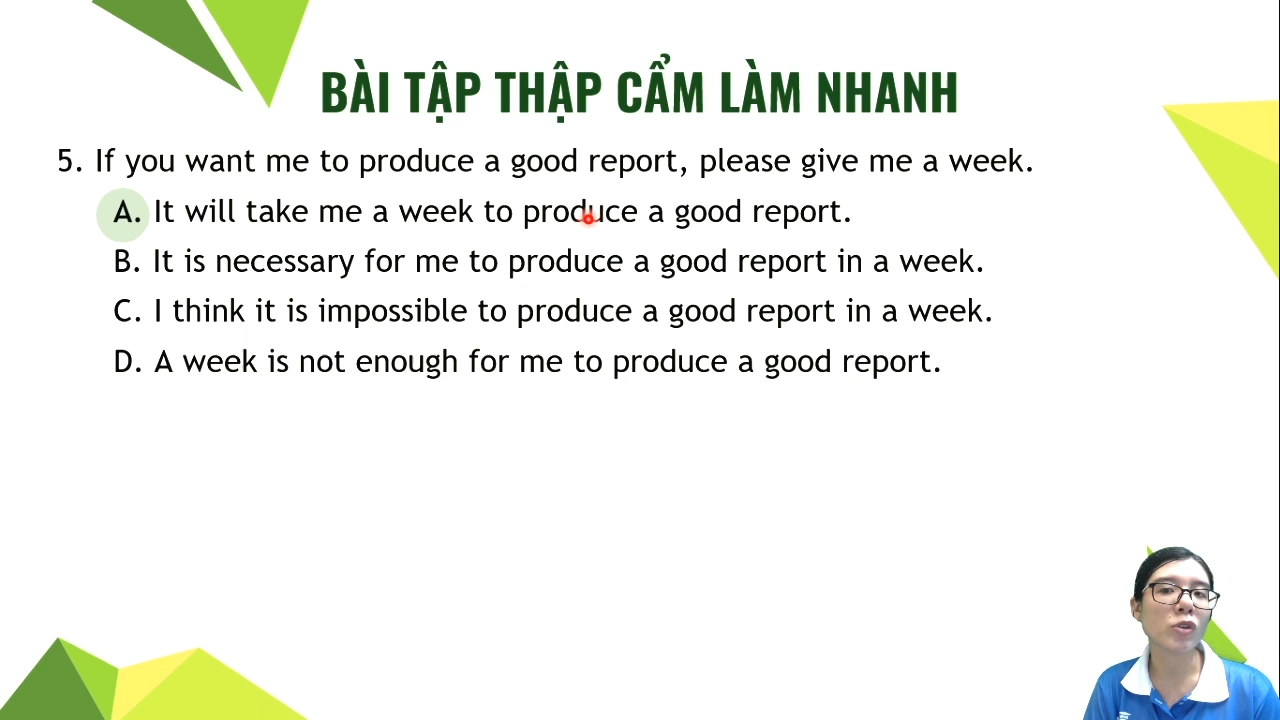 BÀI TẬP THẬP CẨM LÀM NHANH
5. If you want me to produce a good report, please give me a week.
A. It will take me a week to produce a good report.
B. It is necessary for me to produce a good report in a week.
C. I think it is impossible to produce a good report in a week.
D. A week is not enough for me to produce a good report.